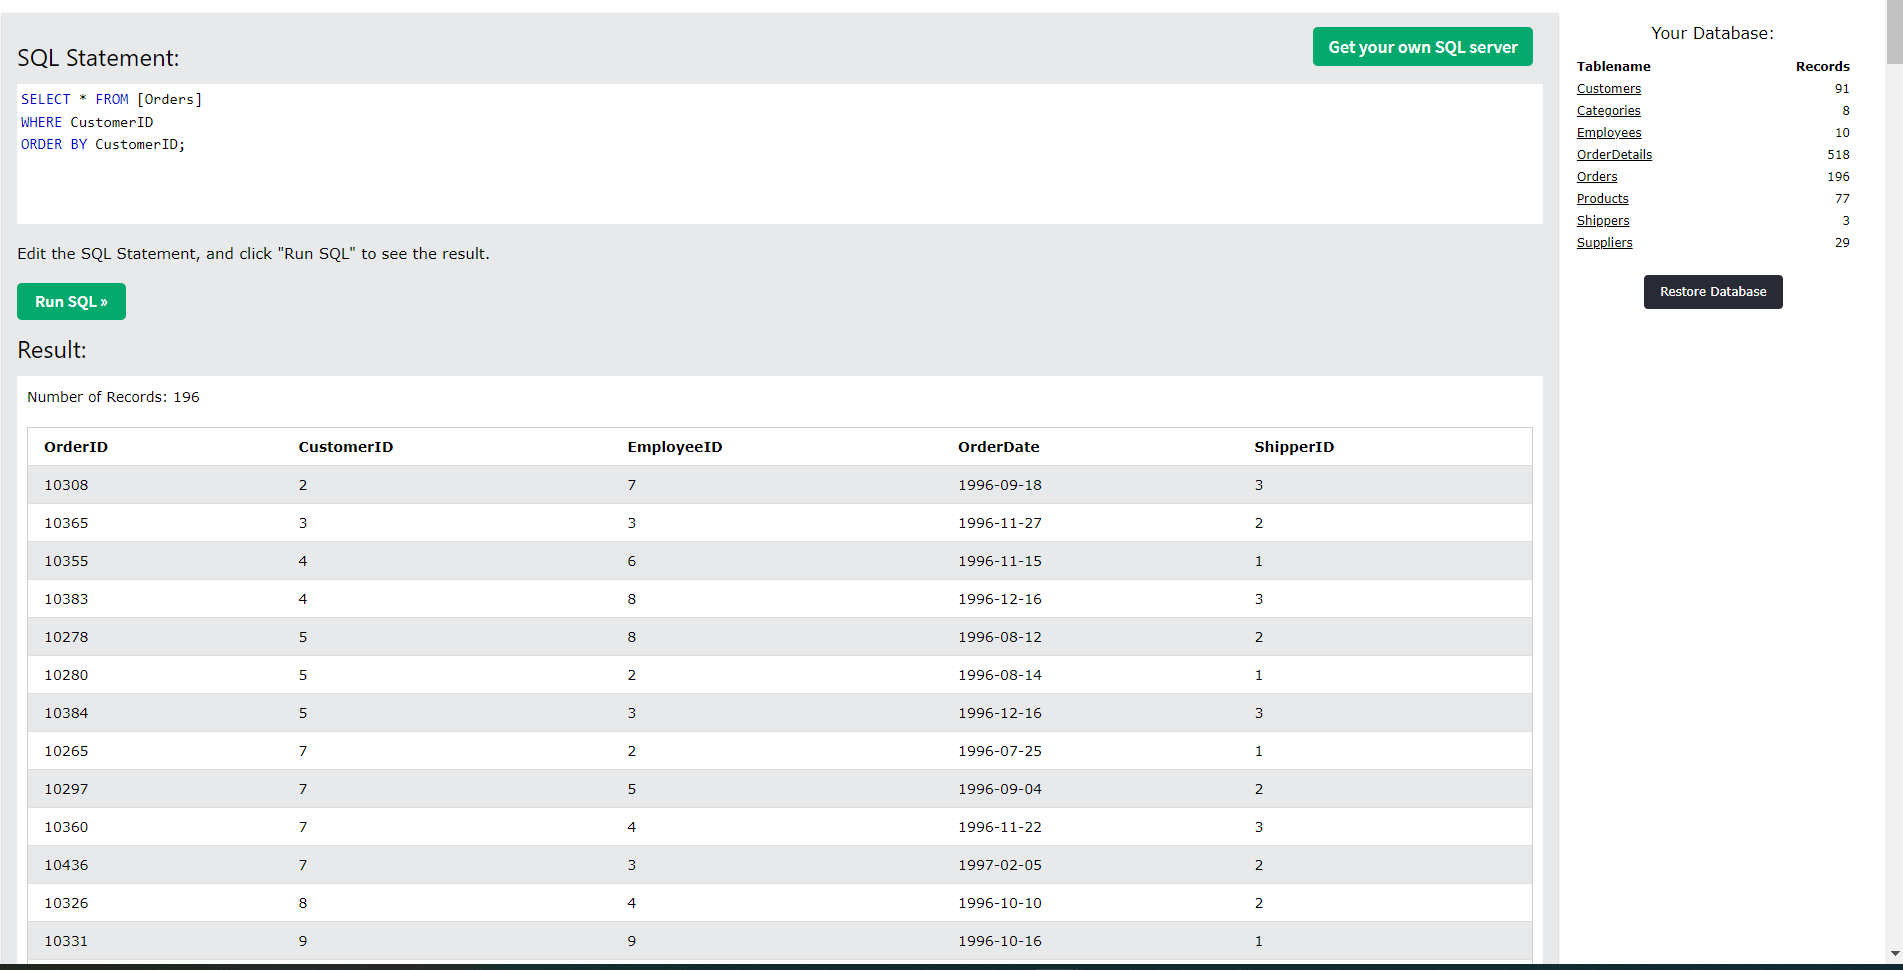 Get your own SQL server
SQL Statement:
SELECT * FROM [Orders]
WHERE CustomerID
ORDER BY CustomerID;
Edit the SQL Statement, and click "Run SQL" to see the result.
Run SQL »
Result:
Number of Records: 196
OrderID CustomerID EmployeeID OrderDate ShipperID
10308 2 7 1996-09-18 3
10365 3 3 1996-11-27 2
10355 4 6 1996-11-15 1
10383 4 8 1996-12-16 3
10278 5 8 1996-08-12 2
10280 5 2 1996-08-14 1
10384 5 3 1996-12-16 3
10265 7 2 1996-07-25 1
10297 7 5 1996-09-04 2
10360 7 4 1996-11-22 3
10436 7 3 1997-02-05 2
10326 8 4 1996-10-10 2
10331 9 9 1996-10-16 1
Your Database:
Tablename Records
Customers 91
Categories 8
Employees 10
OrderDetails 518
Orders 196
Products 77
Shippers 3
Suppliers 29
Restore Database